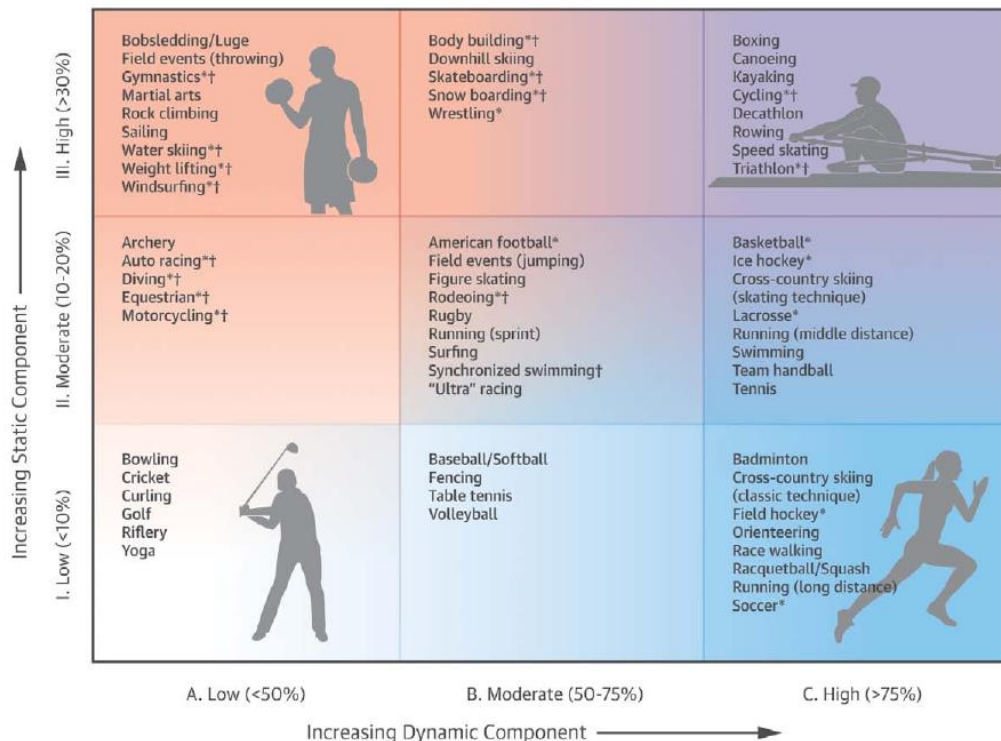 Increasing Static Component
III. High (>30%)
Bobsledding/Luge
Field events (throwing)
Gymnastics*†
Martial arts
Rock climbing
Sailing
Water skiing*†
Weight lifting*†
Windsurfing*†
Body building*†
Downhill skiing
Skateboarding*†
Snow boarding*†
Wrestling*
Boxing
Canoeing
Kayaking
Cycling*†
Decathlon
Rowing
Speed skating
Triathlon*†
II. Moderate (10-20%)
Archery
Auto racing*†
Diving*†
Equestrian*†
Motorcycling*†
American football*
Field events (jumping)
Figure skating
Rodeoing*†
Rugby
Running (sprint)
Surfing
Synchronized swimming†
"Ultra" racing
Basketball*
Ice hockey*
Cross-country skiing
(skating technique)
Lacrosse*
Running (middle distance)
Swimming
Team handball
Tennis
I. Low (<10%)
Bowling
Cricket
Curling
Golf
Riflery
Yoga
Baseball/Softball
Fencing
Table tennis
Volleyball
Badminton
Cross-country skiing
(classic technique)
Field hockey*
Orienteering
Race walking
Racquetball/Squash
Running (long distance)
Soccer*
A. Low (<50%)
B. Moderate (50-75%)
C. High (>75%)
Increasing Dynamic Component